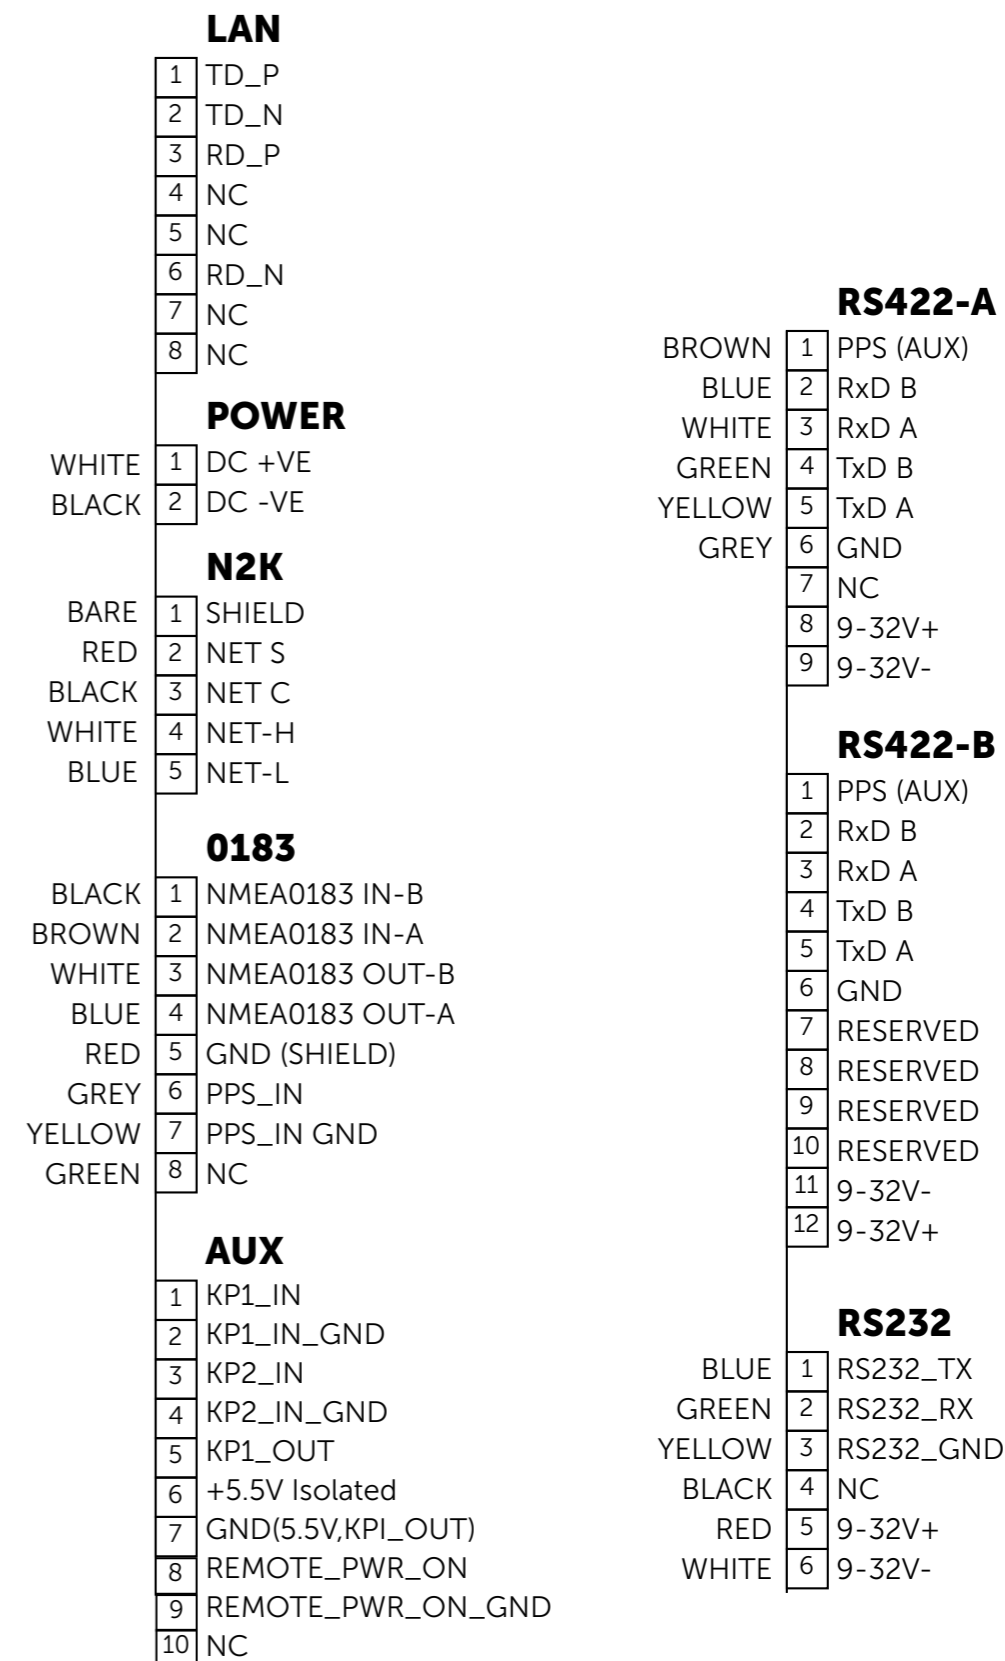 LAN
1 TD_P
2 TD_N
3 RD_P
4 NC
5 NC
6 RD_N
7 NC
8 NC
POWER
WHITE 1 DC +VE
BLACK 2 DC -VE
N2K
BARE 1 SHIELD
RED 2 NET S
BLACK 3 NET C
WHITE 4 NET-H
BLUE 5 NET-L
0183
BLACK 1 NMEA0183 IN-B
BROWN 2 NMEA0183 IN-A
WHITE 3 NMEA0183 OUT-B
BLUE 4 NMEA0183 OUT-A
RED 5 GND (SHIELD)
GREY 6 PPS_IN
YELLOW 7 PPS_IN GND
GREEN 8 NC
AUX
1 KP1_IN
2 KP1_IN_GND
3 KP2_IN
4 KP2_IN_GND
5 KP1_OUT
6 +5.5V Isolated
7 GND(5.5V,KPI_OUT)
8 REMOTE_PWR_ON
9 REMOTE_PWR_ON_GND
10 NC
RS422-A
BROWN 1 PPS (AUX)
BLUE 2 RxD B
WHITE 3 RxD A
GREEN 4 TxD B
YELLOW 5 TxD A
GREY 6 GND
7 NC
8 9-32V+
9 9-32V-
RS422-B
1 PPS (AUX)
2 RxD B
3 RxD A
4 TxD B
5 TxD A
6 GND
7 RESERVED
8 RESERVED
9 RESERVED
10 RESERVED
11 9-32V-
12 9-32V+
RS232
BLUE 1 RS232_TX
GREEN 2 RS232_RX
YELLOW 3 RS232_GND
BLACK 4 NC
RED 5 9-32V+
WHITE 6 9-32V-